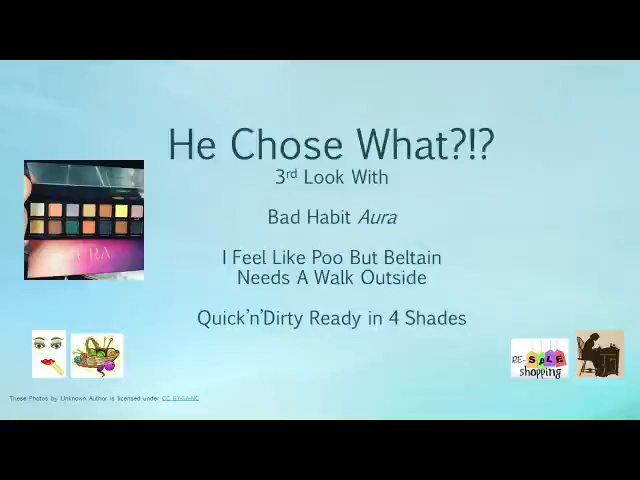 He Chose What?!?
3rd Look With
Bad Habit Aura
I Feel Like Poo But Beltain
Needs A Walk Outside
Quick'n'Dirty Ready in 4 Shades
RE-SALE
shopping
These Photos by Unknown Author is licensed under CC BY-SA-NC